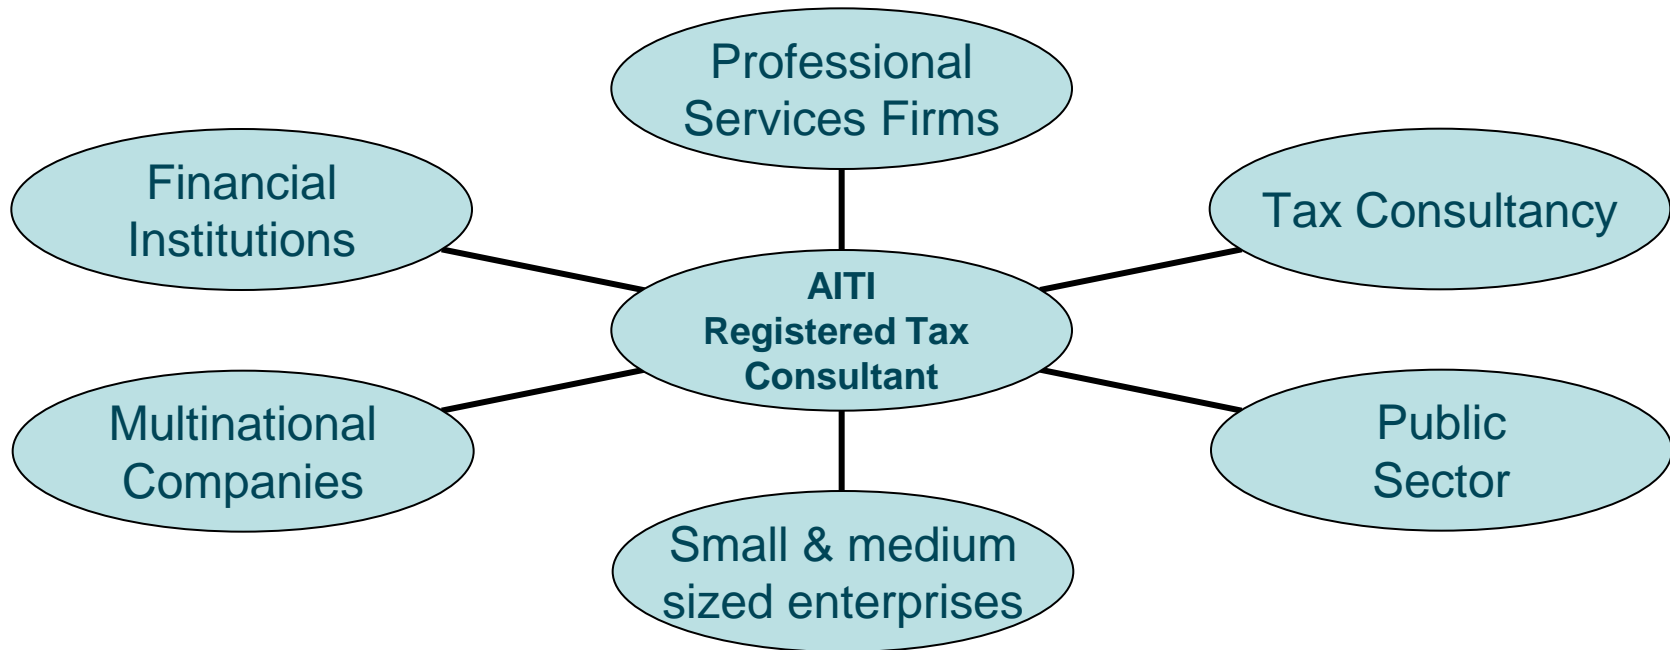 Professional
Services Firms
Financial
Institutions
Tax Consultancy
AITI
Registered Tax
Consultant
Multinational
Companies
Public
Sector
Small & medium
sized enterprises